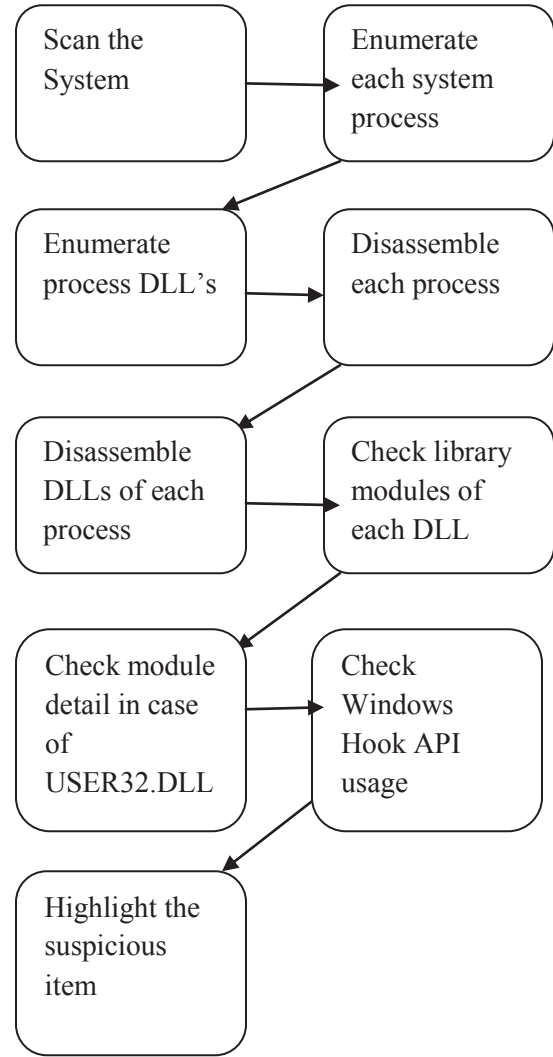 Scan the
System
Enumerate
each system
process
Enumerate
process DLL’s
Disassemble
each process
Disassemble
DLLs of each
process
Check library
modules of
each DLL
Check module
detail in case
of
USER32.DLL
Check
Windows
Hook API
usage
Highlight the
suspicious
item